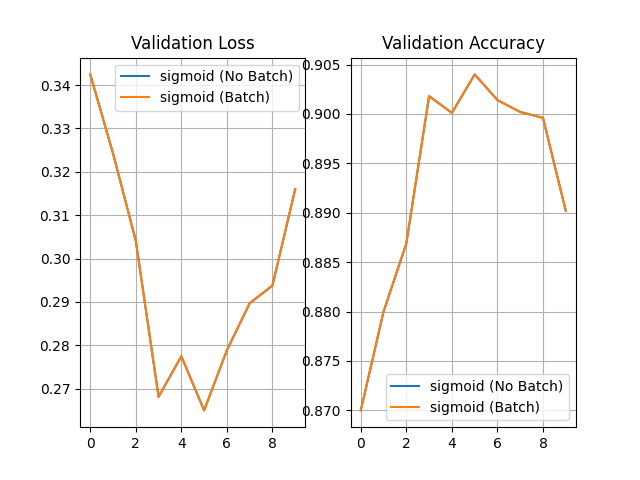 Validation Loss
0.34
0.33
0.32
0.31
0.30
0.29
0.28
0.27
0 2 4 6 8
sigmoid (No Batch)
sigmoid (Batch)
Validation Accuracy
0.905
0.900
0.895
0.890
0.885
0.880
0.875
0.870
0 2 4 6 8
sigmoid (No Batch)
sigmoid (Batch)